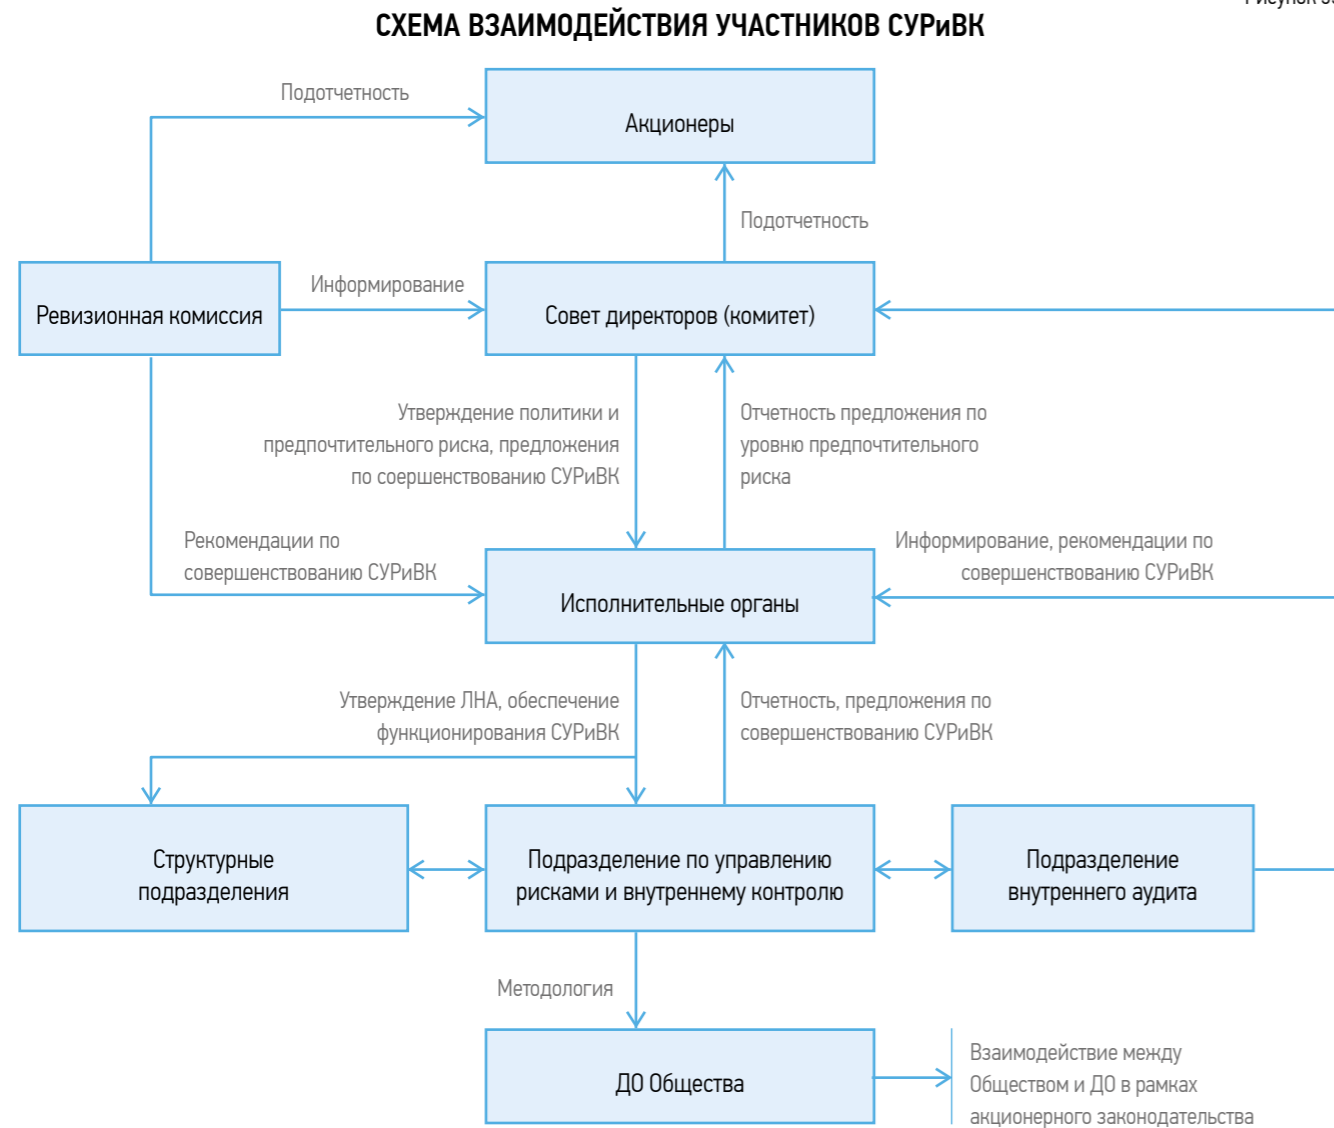 СХЕМА ВЗАИМОДЕЙСТВИЯ УЧАСТНИКОВ СУРиВК
Подотчетность
Акционеры
Подотчетность
Ревизионная комиссия
Информирование
Совет директоров (комитет)
Утверждение политики и
предпочтительного риска, предложения
по соершенствованию СУРиВК
Отчетность предложения по
уровню предпочтительного
риска
Рекомендации по
совершенствованию СУРиВК
Информирование, рекомендации по
совершенствованию СУРиВК
Исполнительные органы
Утверждение ЛНА, обеспечение
функционирования СУРиВК
Отчетность, предложения по
совершенствованию СУРиВК
Структурные
подразделения
Подразделение по управлению
рисками и внутреннему контролю
Подразделение
внутреннего аудита
Методология
ДО Общества
Взаимодействие между
Обществом и ДО в рамках
акционерного законодательства